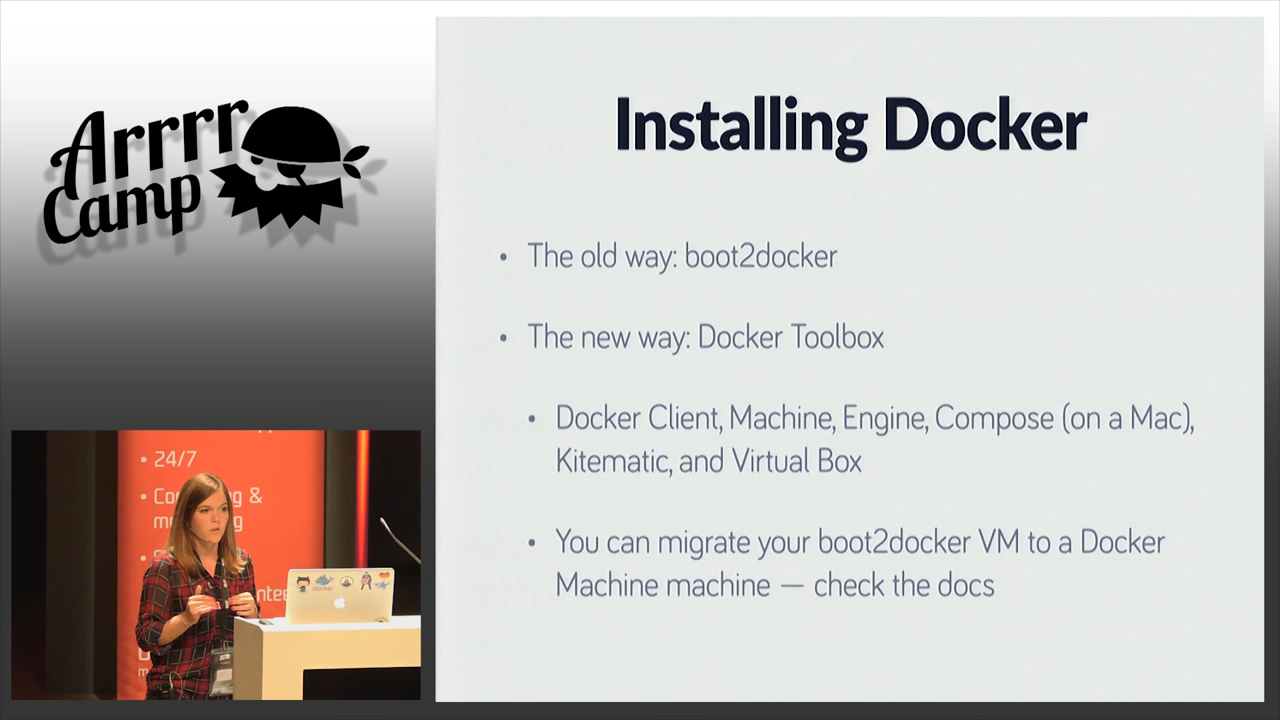 Arrrr
Camp
Installing Docker
• The old way: boot2docker
• The new way: Docker Toolbox
• Docker Client, Machine, Engine, Compose (on a Mac),
Kitematic, and Virtual Box
• You can migrate your boot2docker VM to a Docker
Machine machine — check the docs
• 24/7
docker